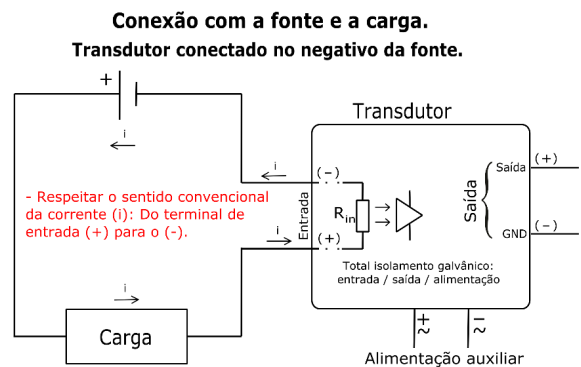 Conexão com a fonte e a carga.
Transdutor conectado no negativo da fonte.
+
i
Transdutor
i
(-)
- Respeitar o sentido convencional
da corrente (i): Do terminal de
entrada (+) para o (-).
Entrada
Rin
i
(+)
Saída
Saída
(+)
GND
(-)
Total isolamento galvânico:
entrada / saída / alimentação
i
Carga
+
~
-
~
Alimentação auxiliar